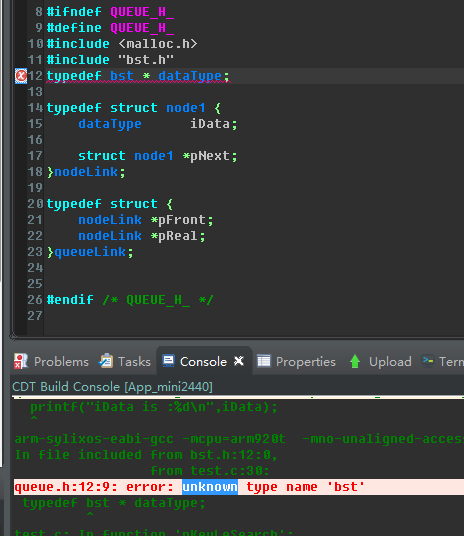 8 #ifndef QUEUE_H_
9 #define QUEUE_H_
10 #include <malloc.h>
11 #include "bst.h"
12 typedef bst * dataType;
13
14 typedef struct node1 {
15 dataType iData;
16
17 struct node1 *pNext;
18 }nodeLink;
19
20 typedef struct {
21 nodeLink *pFront;
22 nodeLink *pReal;
23 }queueLink;
24
25
26 #endif /* QUEUE_H_ */
27
Problems Tasks Console Properties Upload Term
CDT Build Console [App_mini2440]
printf("iData is :%d\n",iData);
^
arm-sylixos-eabi-gcc -mcpu=arm920t -mno-unaligned-access
In file included from bst.h:12:0,
from test.c:30:
queue.h:12:9: error: unknown type name 'bst'
typedef bst * dataType;
^
test.c: In function 'pKeyLeSearch':